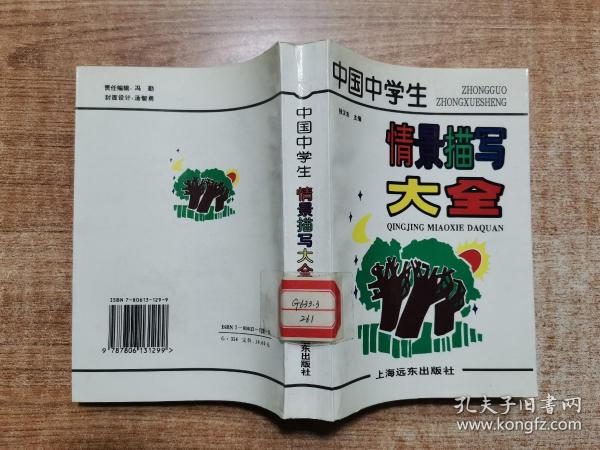 责任编辑·冯 勤
封面设计·汤智勇
ISBN 7-80613-129-9
9 787806 131299 >
中国中学生
情景描写大全
G633.3
261
东出版社
中国中学生
ZHONGGUO
ZHONGXUESHENG
主编
情景描写
大全
QINGJING MIAOXIE DAQUAN
上海远东出版社
孔夫子旧书网
www.kongfz.com